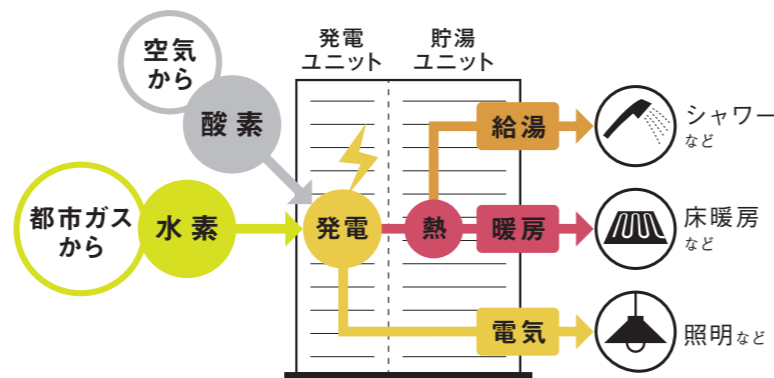 発電
ユニット
貯湯
ユニット
空気
から
酸素
都市ガス
から
水素
発電
熱
給湯
暖房
電気
シャワー
など
床暖房
など
照明など